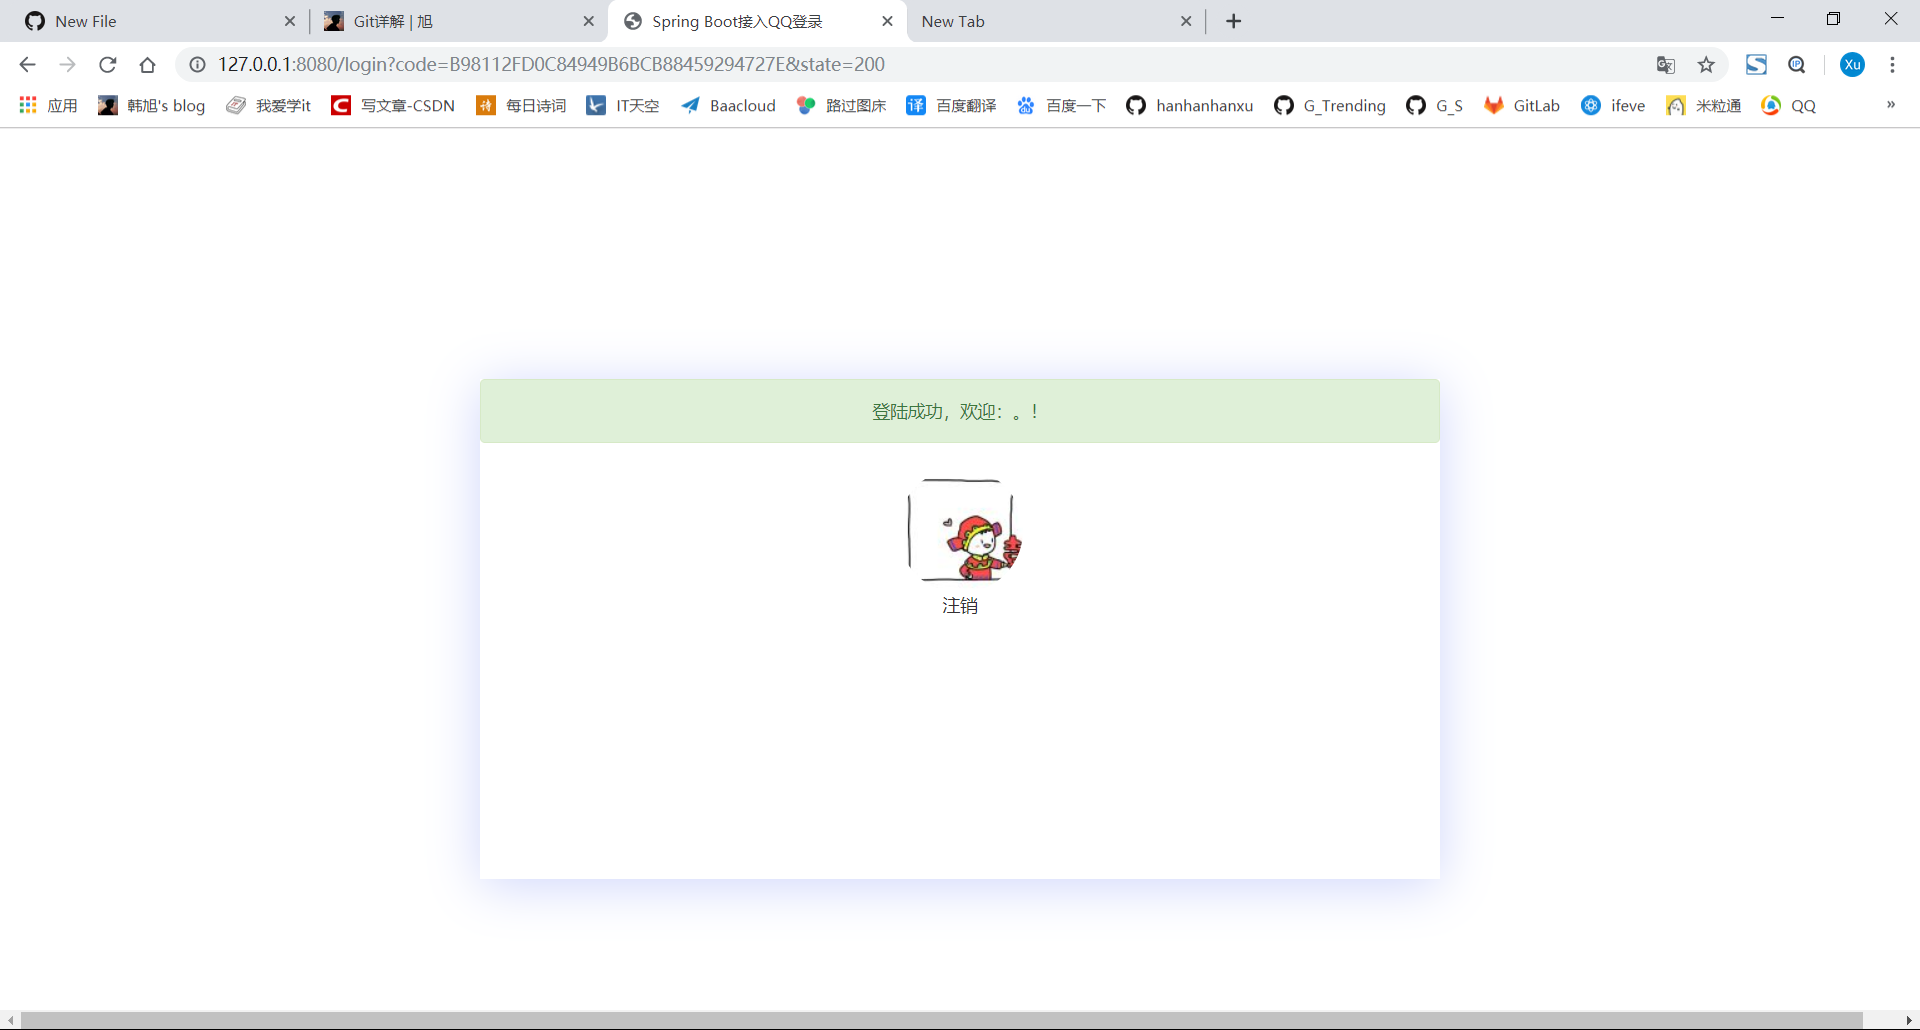 New File
Git详解 | 旭
Spring Boot接入QQ登录
New Tab
127.0.0.1:8080/login?code=B98112FD0C84949B6BCB88459294727E&state=200
Xu
应用
韩旭's blog
我爱学it
写文章-CSDN
每日诗词
IT天空
Baacloud
路过图床
百度翻译
百度一下
hanhanhanxu
G_Trending
G_S
GitLab
ifeve
米粒通
QQ
登陆成功，欢迎：。！
注销